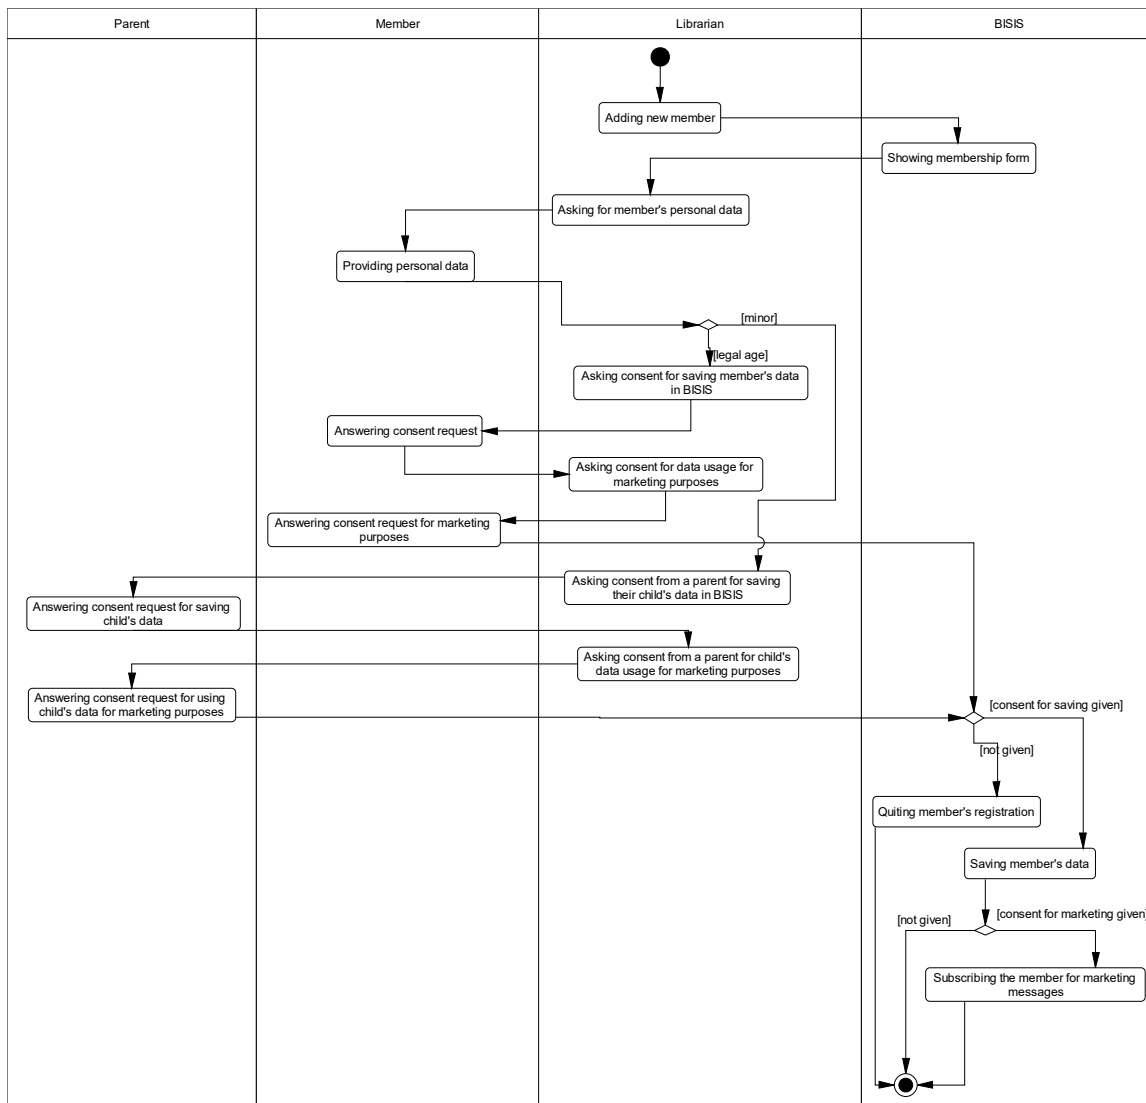 Parent
Member
Librarian
BISIS
Adding new member
Showing membership form
Asking for member's personal data
Providing personal data
[minor]
[legal age]
Asking consent for saving member's data
in BISIS
Answering consent request
Asking consent for data usage for
marketing purposes
Answering consent request for marketing
purposes
Asking consent from a parent for saving
their child's data in BISIS
Answering consent request for saving
child's data
Asking consent from a parent for child's
data usage for marketing purposes
Answering consent request for using
child's data for marketing purposes
[consent for saving given]
[not given]
Quiting member's registration
Saving member's data
[not given]
[consent for marketing given]
Subscribing the member for marketing
messages